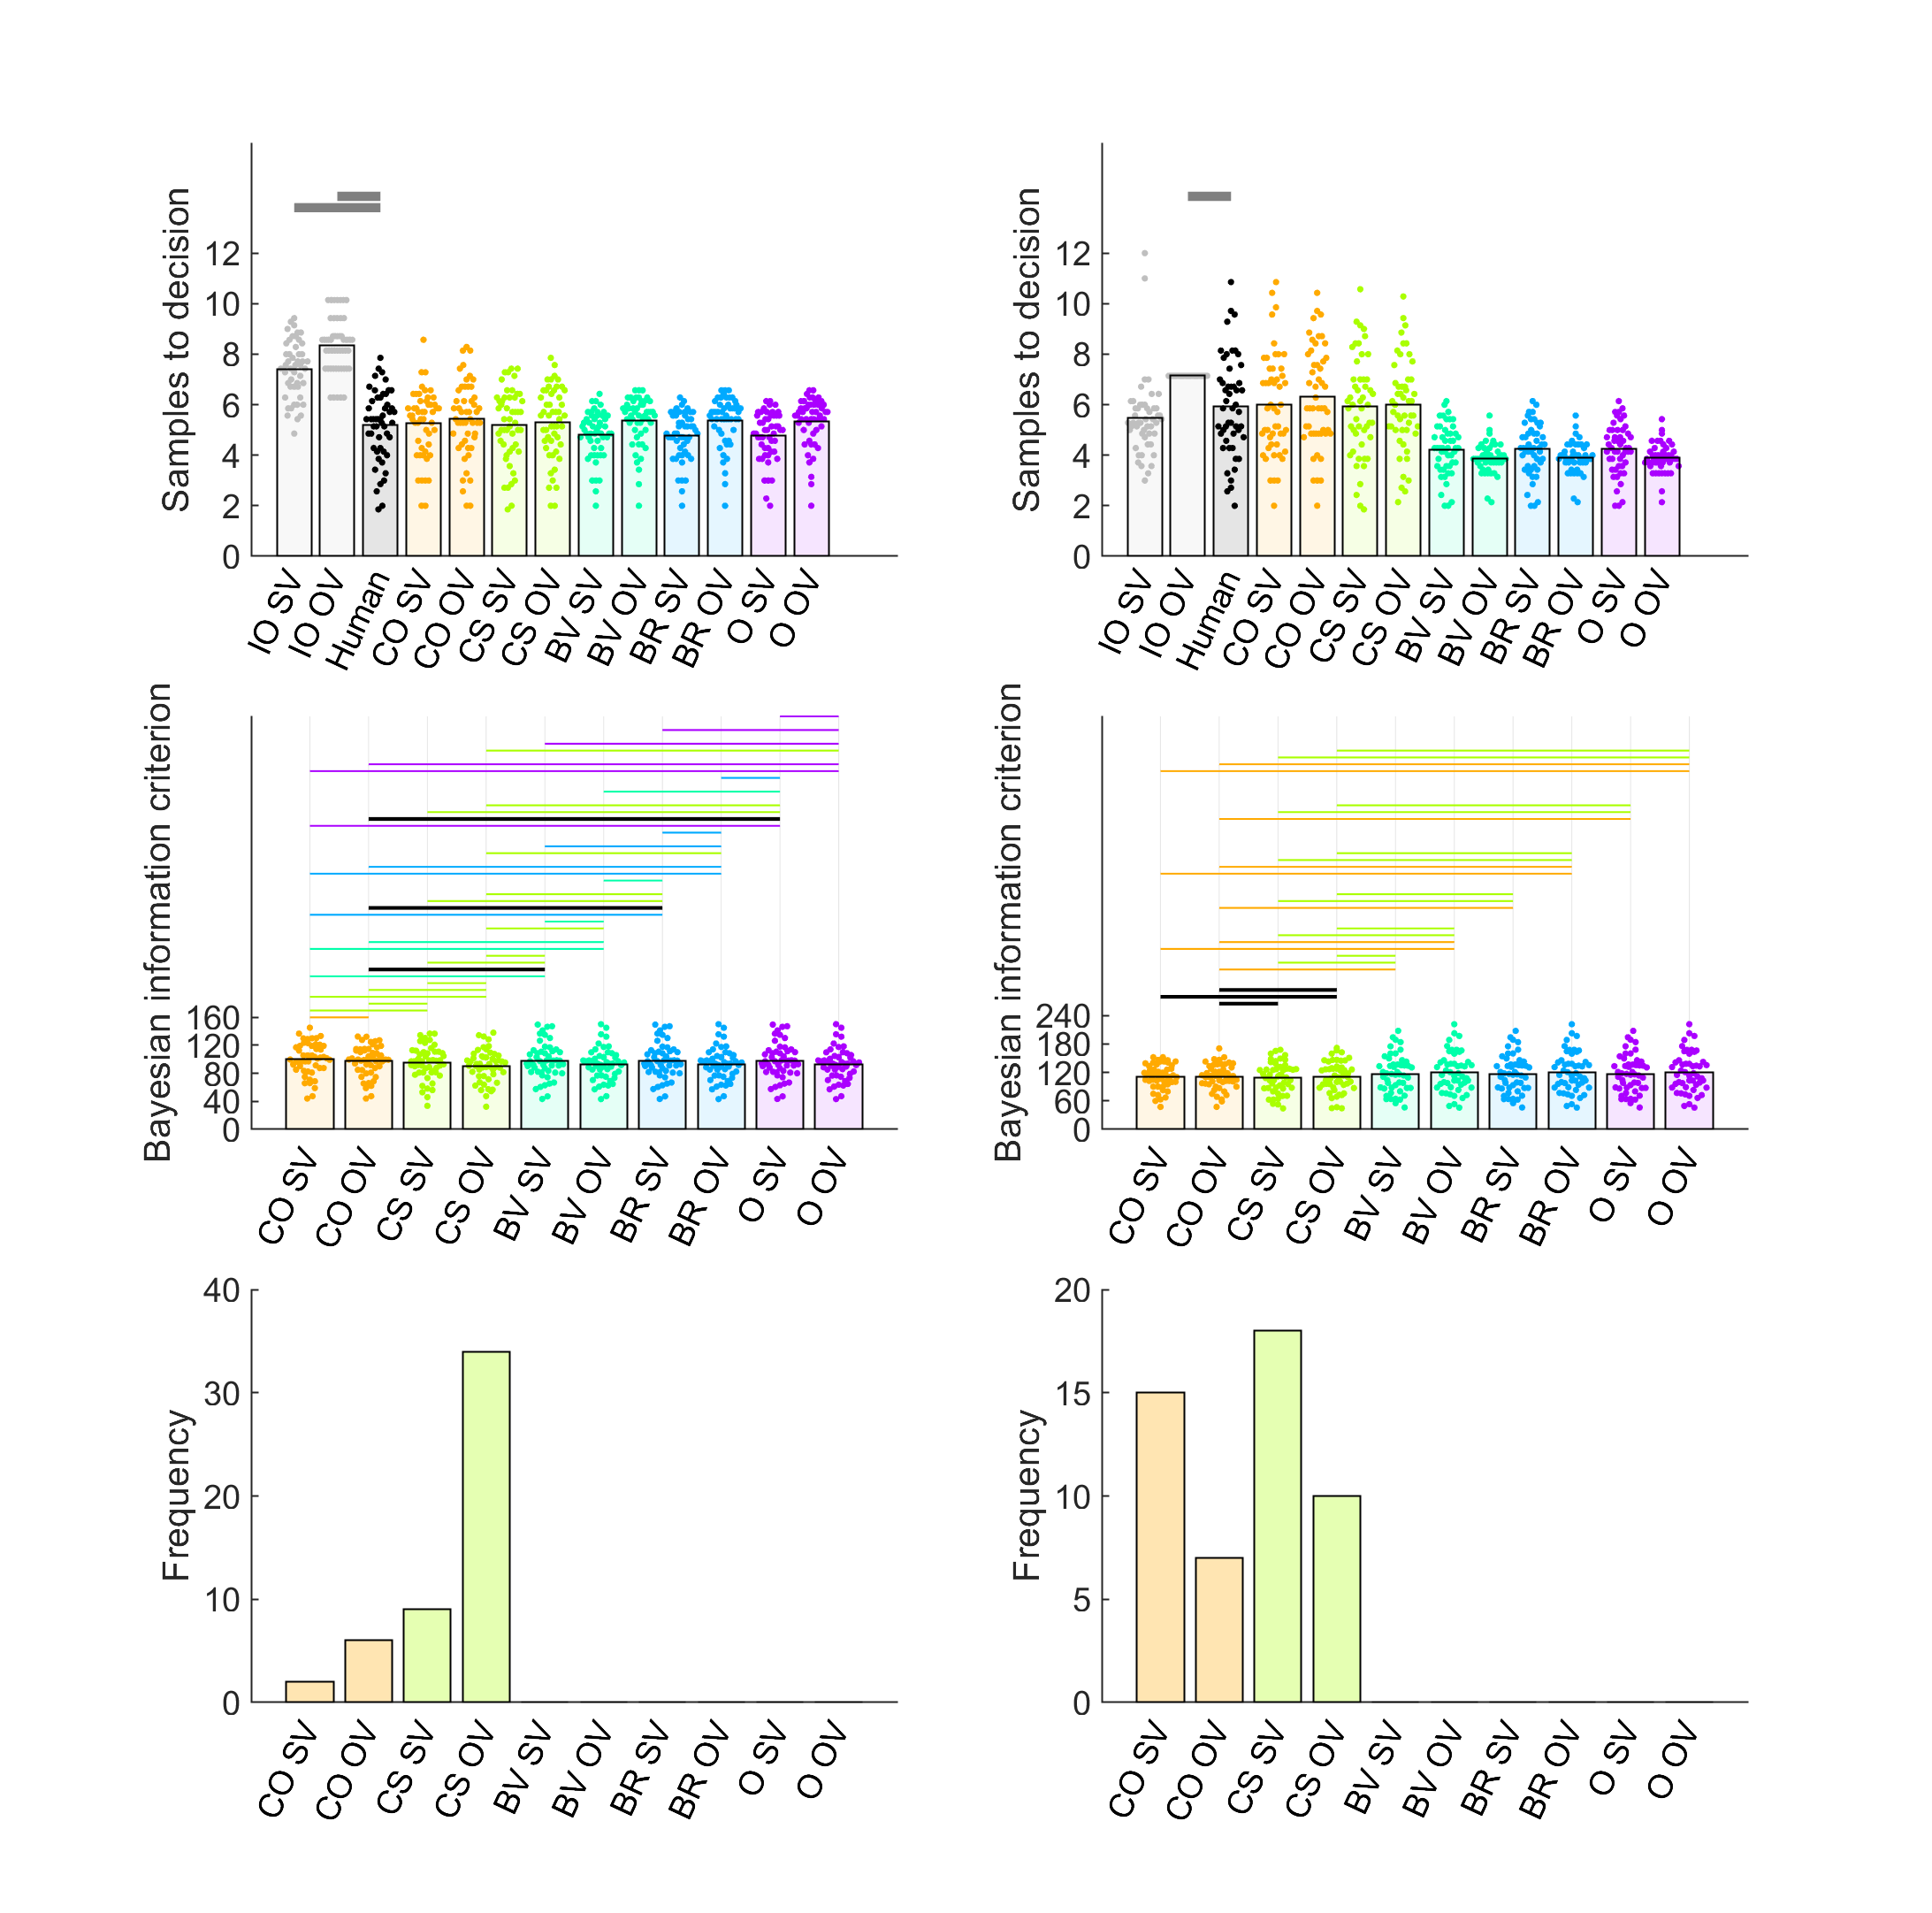 Samples to decision
12
10
8
6
4
2
0
IO SV
IO OV
Human
CO SV
CO OV
CS SV
CS OV
BV SV
BV OV
BR SV
BR OV
O SV
O OV
Samples to decision
12
10
8
6
4
2
0
IO SV
IO OV
Human
CO SV
CO OV
CS SV
CS OV
BV SV
BV OV
BR SV
BR OV
O SV
O OV
Bayesian information criterion
160
120
80
40
0
CO SV
CO OV
CS SV
CS OV
BV SV
BV OV
BR SV
BR OV
O SV
O OV
Bayesian information criterion
240
180
120
60
0
CO SV
CO OV
CS SV
CS OV
BV SV
BV OV
BR SV
BR OV
O SV
O OV
Frequency
40
30
20
10
0
CO SV
CO OV
CS SV
CS OV
BV SV
BV OV
BR SV
BR OV
O SV
O OV
Frequency
20
15
10
5
0
CO SV
CO OV
CS SV
CS OV
BV SV
BV OV
BR SV
BR OV
O SV
O OV